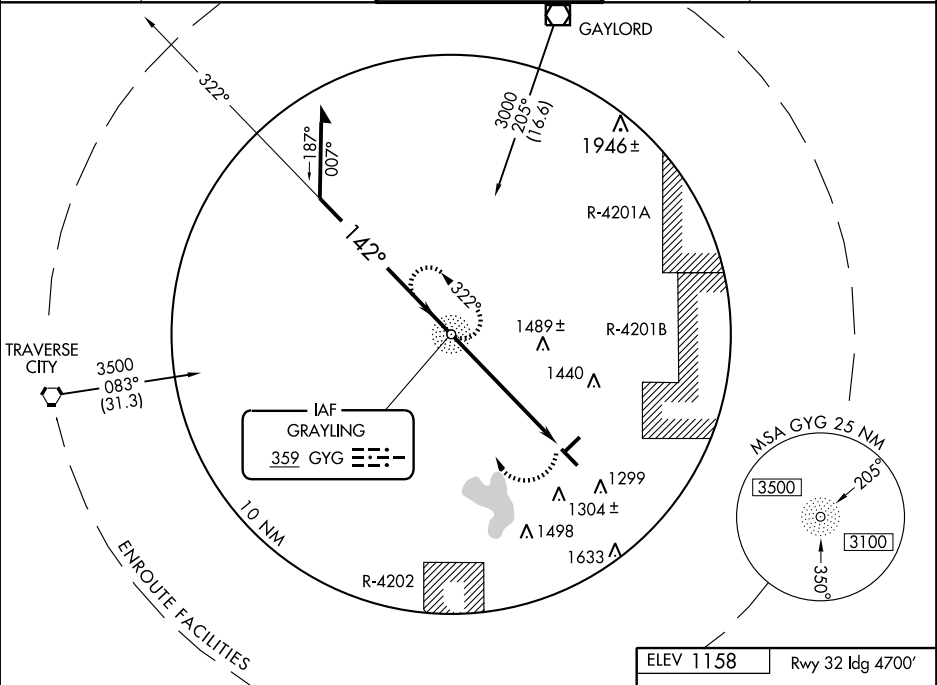 GAYLORD
322°
3000
205°
(16.6)
187°
007°
1946±
R-4201A
142°
322°
1489±
R-4201B
TRAVERSE
CITY
3500
083°
(31.3)
1440
IAF
GRAYLING
359 GYG
MSA GYG 25 NM
205°
3500
3100
350°
1299
1304±
1498
1633
10 NM
R-4202
ENROUTE FACILITIES
ELEV 1158
Rwy 32 ldg 4700'